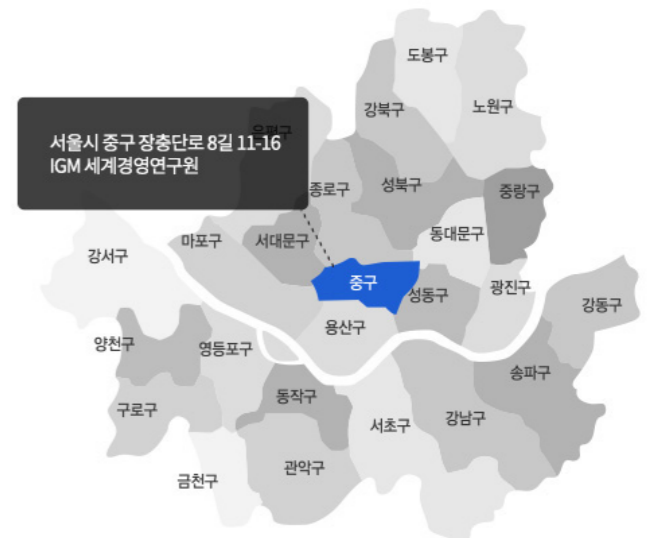 도봉구
노원구
강북구
은평구
서울시 중구 장충단로 8길 11-16
IGM 세계경영연구원
종로구
성북구
중랑구
동대문구
마포구
서대문구
강서구
중구
성동구
광진구
강동구
용산구
양천구
영등포구
송파구
동작구
구로구
서초구
강남구
관악구
금천구